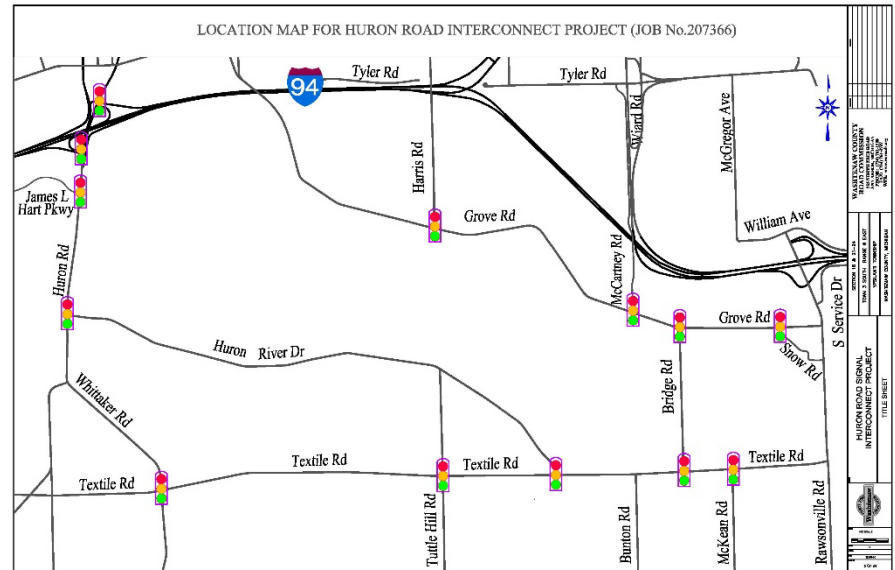 LOCATION MAP FOR HURON ROAD INTERCONNECT PROJECT (JOB No.207366)
94
Tyler Rd
Tyler Rd
Wiard Rd
McGregor Ave
Harris Rd
James L
Hart Pkwy
Grove Rd
William Ave
Huron Rd
McCartney Rd
S Service Dr
Grove Rd
Snow Rd
Huron River Dr
Bridge Rd
Whittaker Rd
Textile Rd
Textile Rd
Textile Rd
Textile Rd
Tuttle Hill Rd
Bunton Rd
McKean Rd
Rawsonville Rd
WASHTENAW COUNTY
ROAD COMMISSION
WASHTENAW COUNTY, MICHIGAN
HURON ROAD SIGNAL
INTERCONNECT PROJECT
TITLE SHEET